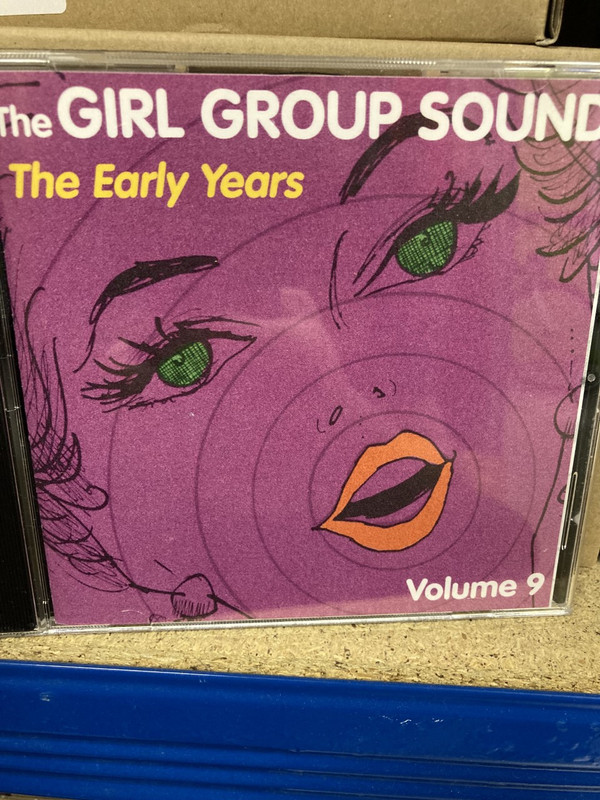 The GIRL GROUP SOUND
The Early Years
Volume 9